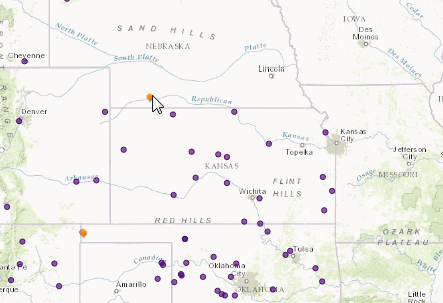 IOWA
Cedar
SAND HILLS
North Platte
Des Moines
NEBRASKA
Platte
South Platte
Cheyenne
Lincoln
Des Moines
RANGE
Republican
Denver
Kansas
Kansas City
Topeka
Jefferson City
KANSAS
Osage
MISSOURI
Arkansas
FLINT HILLS
Wichita
RED HILLS
OZARK PLATEAU
Tulsa
Canadian
Oklahoma City
Amarillo
OKLAHOMA
Little